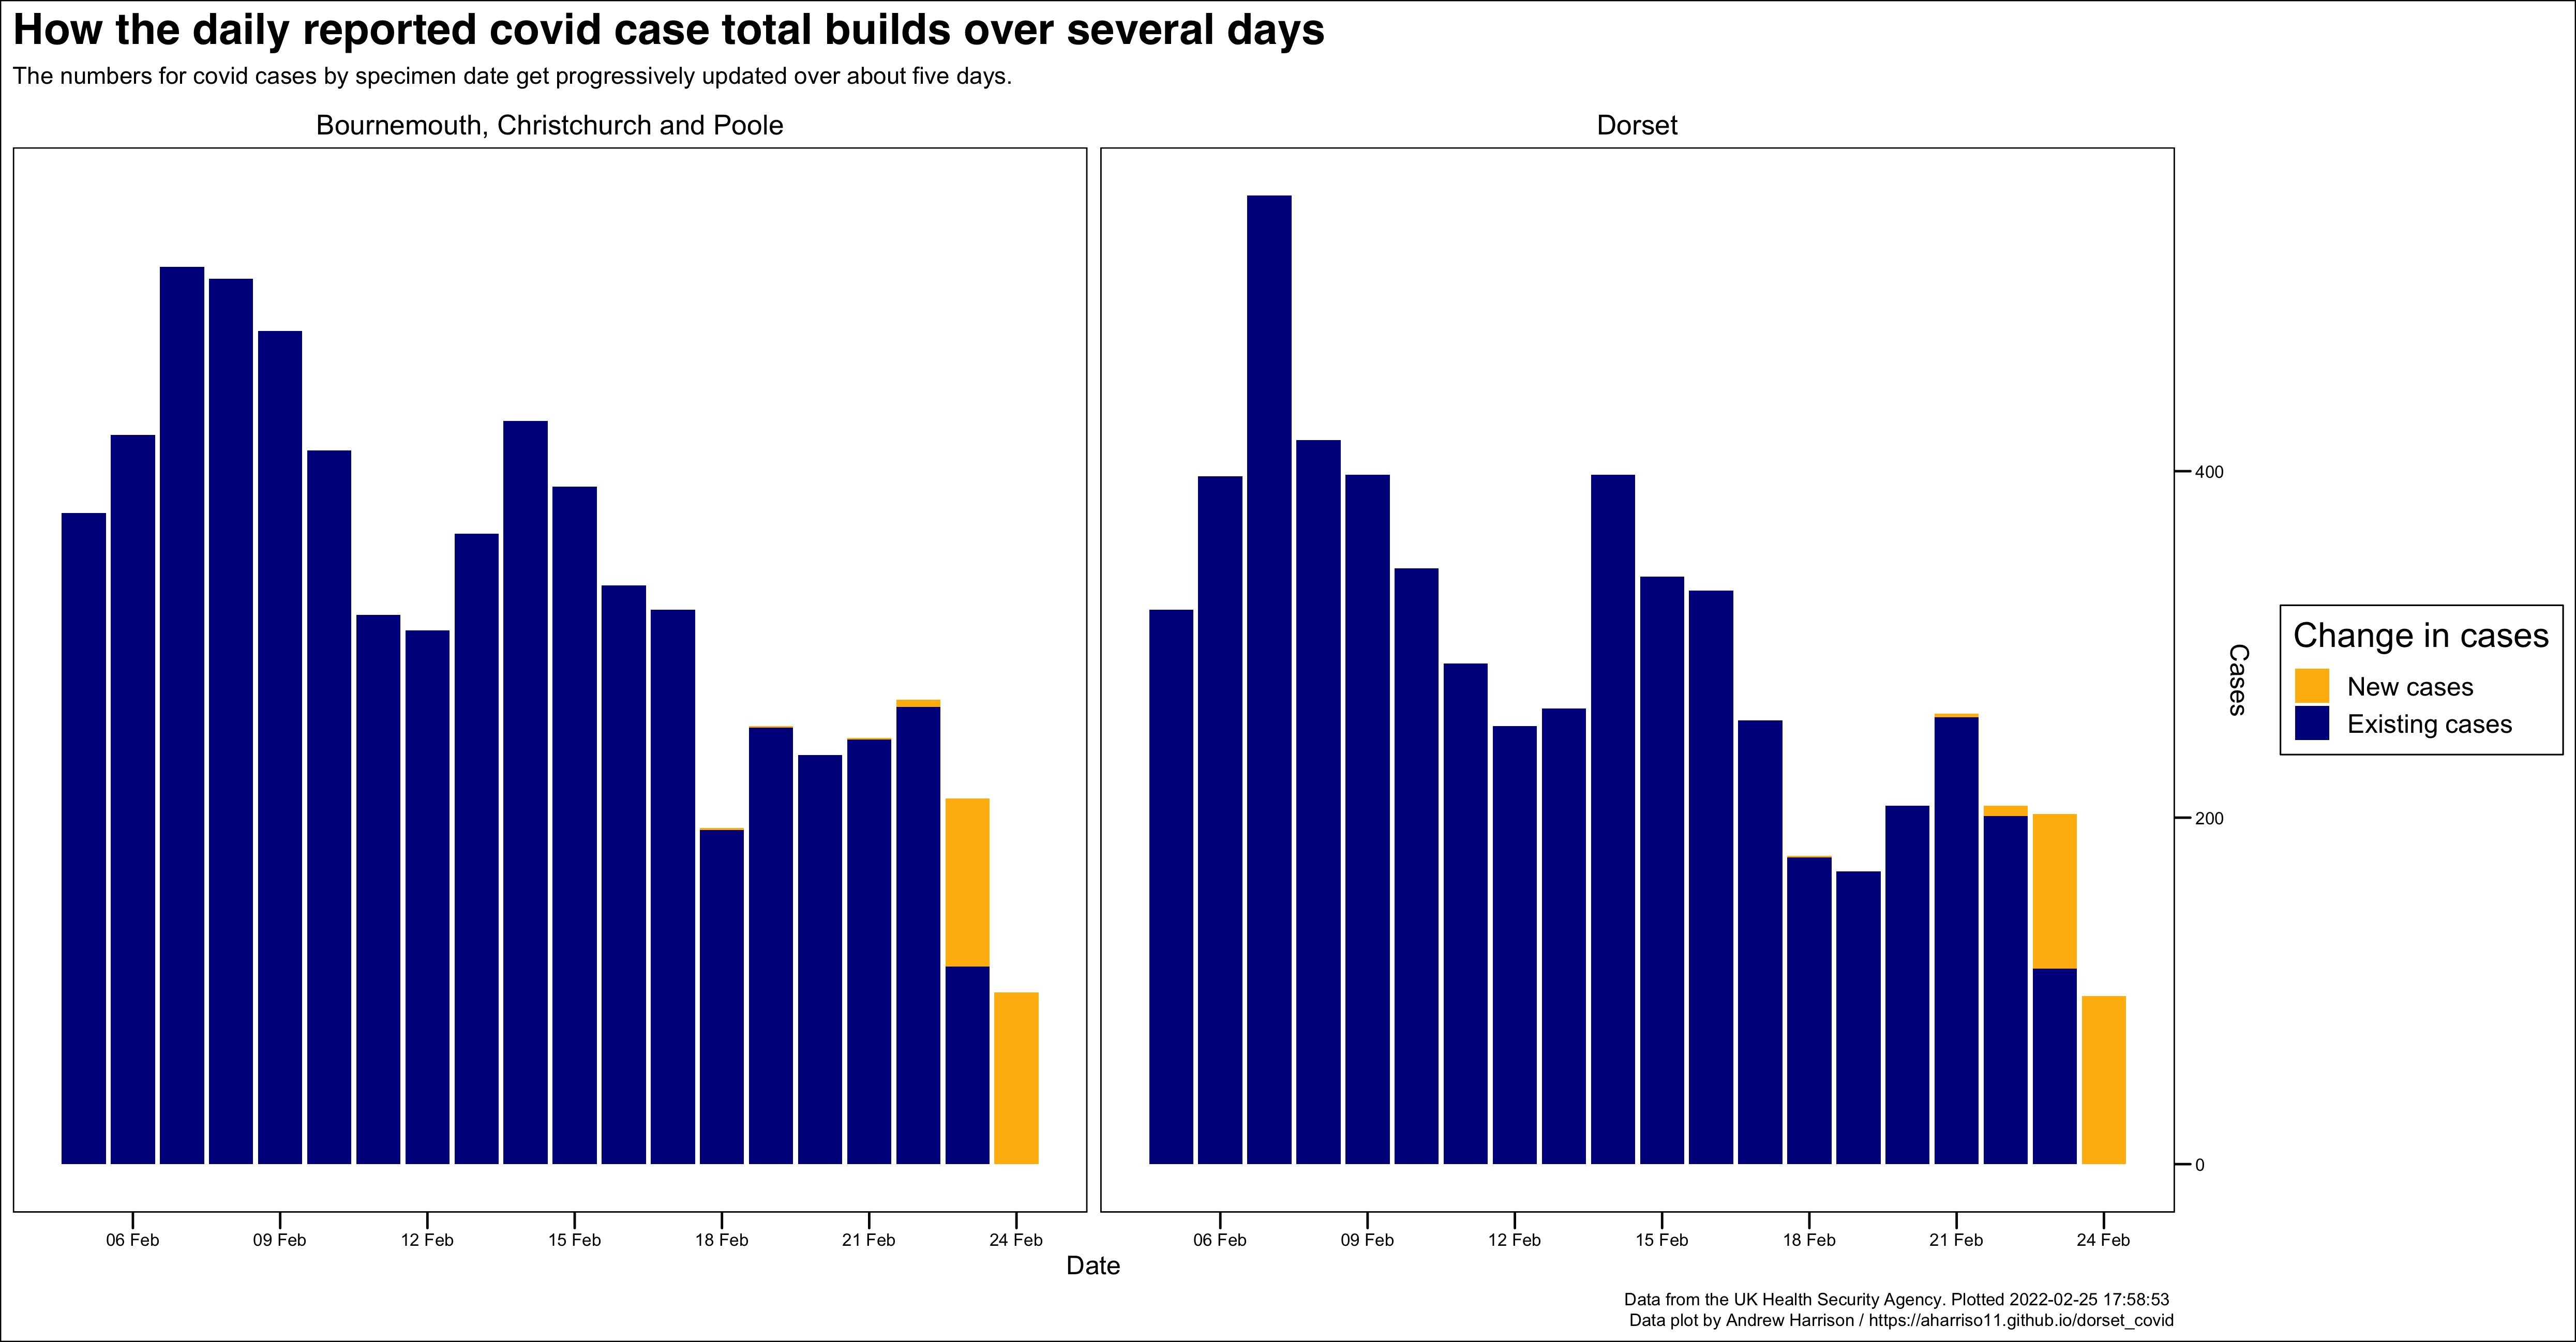 How the daily reported covid case total builds over several days
The numbers for covid cases by specimen date get progressively updated over about five days.
Bournemouth, Christchurch and Poole
Dorset
400
200
0
Cases
Change in cases
New cases
Existing cases
06 Feb
09 Feb
12 Feb
15 Feb
18 Feb
21 Feb
24 Feb
06 Feb
09 Feb
12 Feb
15 Feb
18 Feb
21 Feb
24 Feb
Date
Data from the UK Health Security Agency. Plotted 2022-02-25 17:58:53
Data plot by Andrew Harrison / https://aharriso11.github.io/dorset_covid